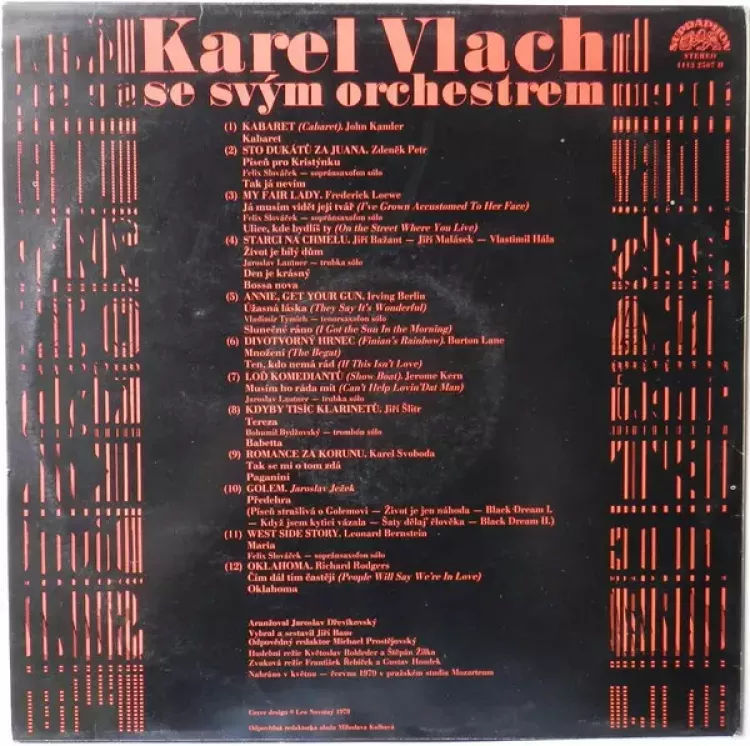 Karel Vlach
se svým orchestrem
SUPRAPHON
STEREO
1113 2507 H
(1) KABARET (Cabaret). John Kander
Kabaret
(2) STO DUKÁTŮ ZA JUANA. Zdeněk Petr
Píseň pro Kristýnku
Felix Slováček — sopránsaxofon sólo
Tak já nevím
(3) MY FAIR LADY. Frederick Loewe
Já musím vídět její tvář (I've Grown Accustomed To Her Face)
Felix Slováček — sopránsaxofon sólo
Ulice, kde bydlíš ty (On the Street Where You Live)
(4) STARCI NA CHMELU. Jiří Bažant — Jiří Malásek — Vlastimil Hála
Život je bílý dům
Jaroslav Lautner — trubka sólo
Den je krásný
Bossa nova
(5) ANNIE, GET YOUR GUN. Irving Berlin
Úžasná láska (They Say It's Wonderful)
Vladimír Tymich — tenorsaxofon sólo
Slunečné ráno (I Got the Sun In the Morning)
(6) DIVOTVORNÝ HRNEC (Finian's Rainbow). Burton Lane
Množení (The Begat)
Ten, kdo nemá rád (If This Isn't Love)
(7) LOĎ KOMEDIANTŮ (Show Boat). Jerome Kern
Musím ho ráda mít (Can't Help Lovin'Dat Man)
Jaroslav Lautner — trubka sólo
(8) KDYBY TISÍC KLARINETŮ. Jiří Šlitr
Tereza
Bohumil Bydžovský — trombón sólo
Babetta
(9) ROMANCE ZA KORUNU. Karel Svoboda
Tak se mi o tom zdá
Paganini
(10) GOLEM. Jaroslav Ježek
Předehra
(Píseň strašlivá o Golemovi — Život je jen náhoda — Black Dream I.
— Když jsem kytici vázala — Šaty dělaj' člověka — Black Dream II.)
(11) WEST SIDE STORY. Leonard Bernstein
Maria
Felix Slováček — sopránsaxofon sólo
(12) OKLAHOMA. Richard Rodgers
Čím dál tím častěji (People Will Say We're In Love)
Oklahoma
Aranžoval Jaroslav Dřevikovský
Vybral a sestavil Jiří Baur
Odpovědný redaktor Michael Prostějovský
Hudební režie Květoslav Rohleder a Štěpán Žilka
Zvuková režie František Řebíček a Gustav Houdek
Nahráno v květnu — červnu 1979 v pražském studiu Mozarteum
Cover design © Leo Novotný 1979
Odpovědná redaktorka obalu Miloslava Kulhavá